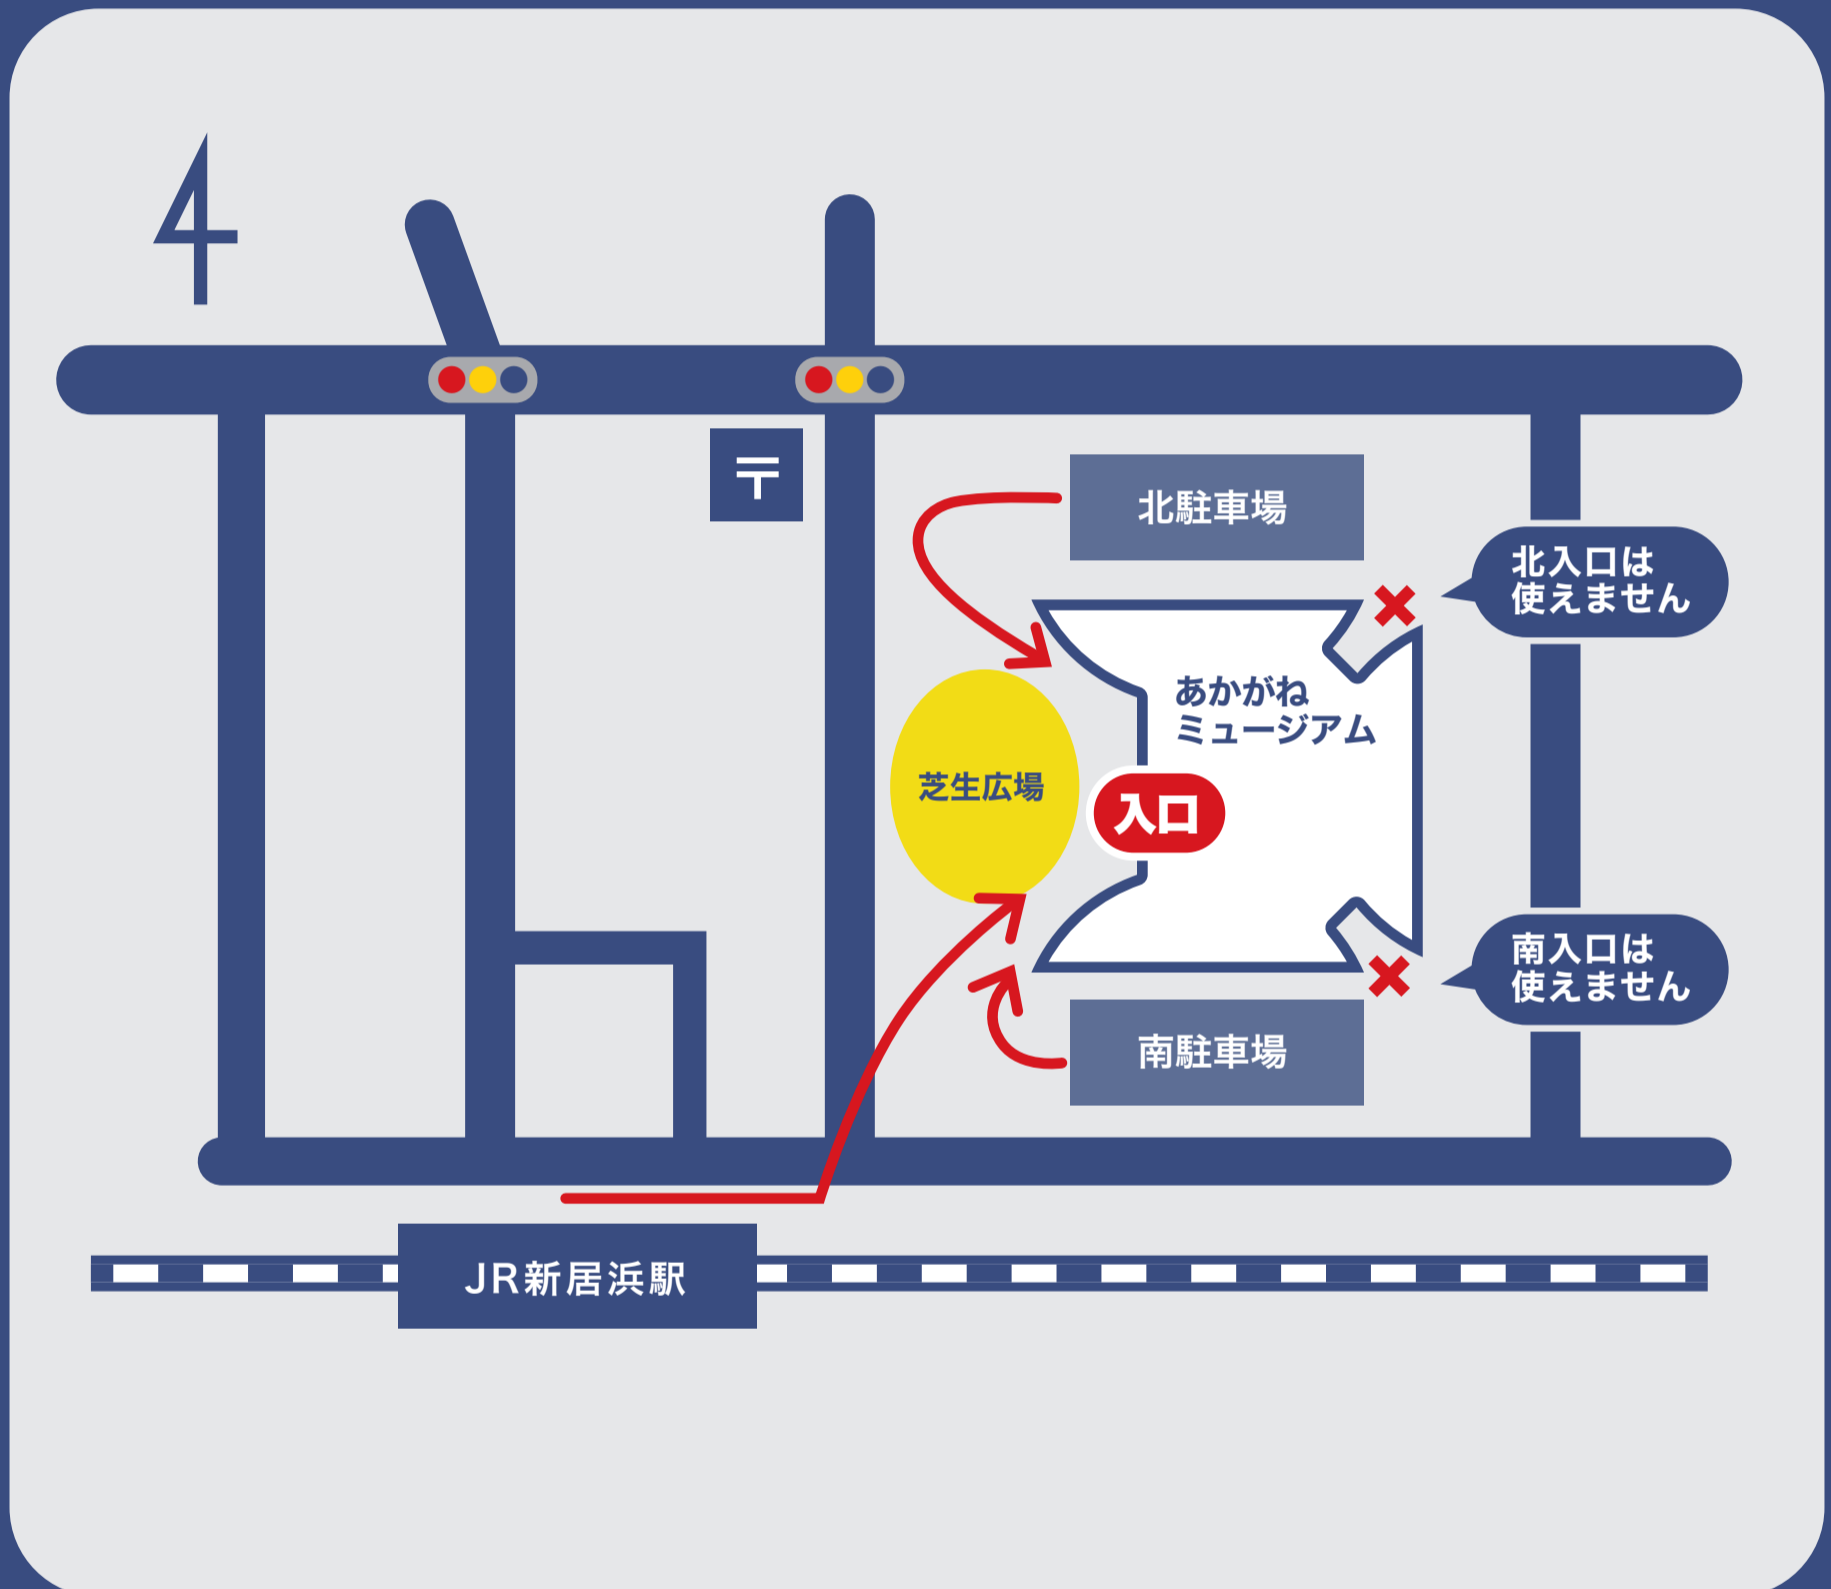 〒
北駐車場
北入口は
使えません
あかがね
ミュージアム
芝生広場
入口
南入口は
使えません
南駐車場
JR新居浜駅